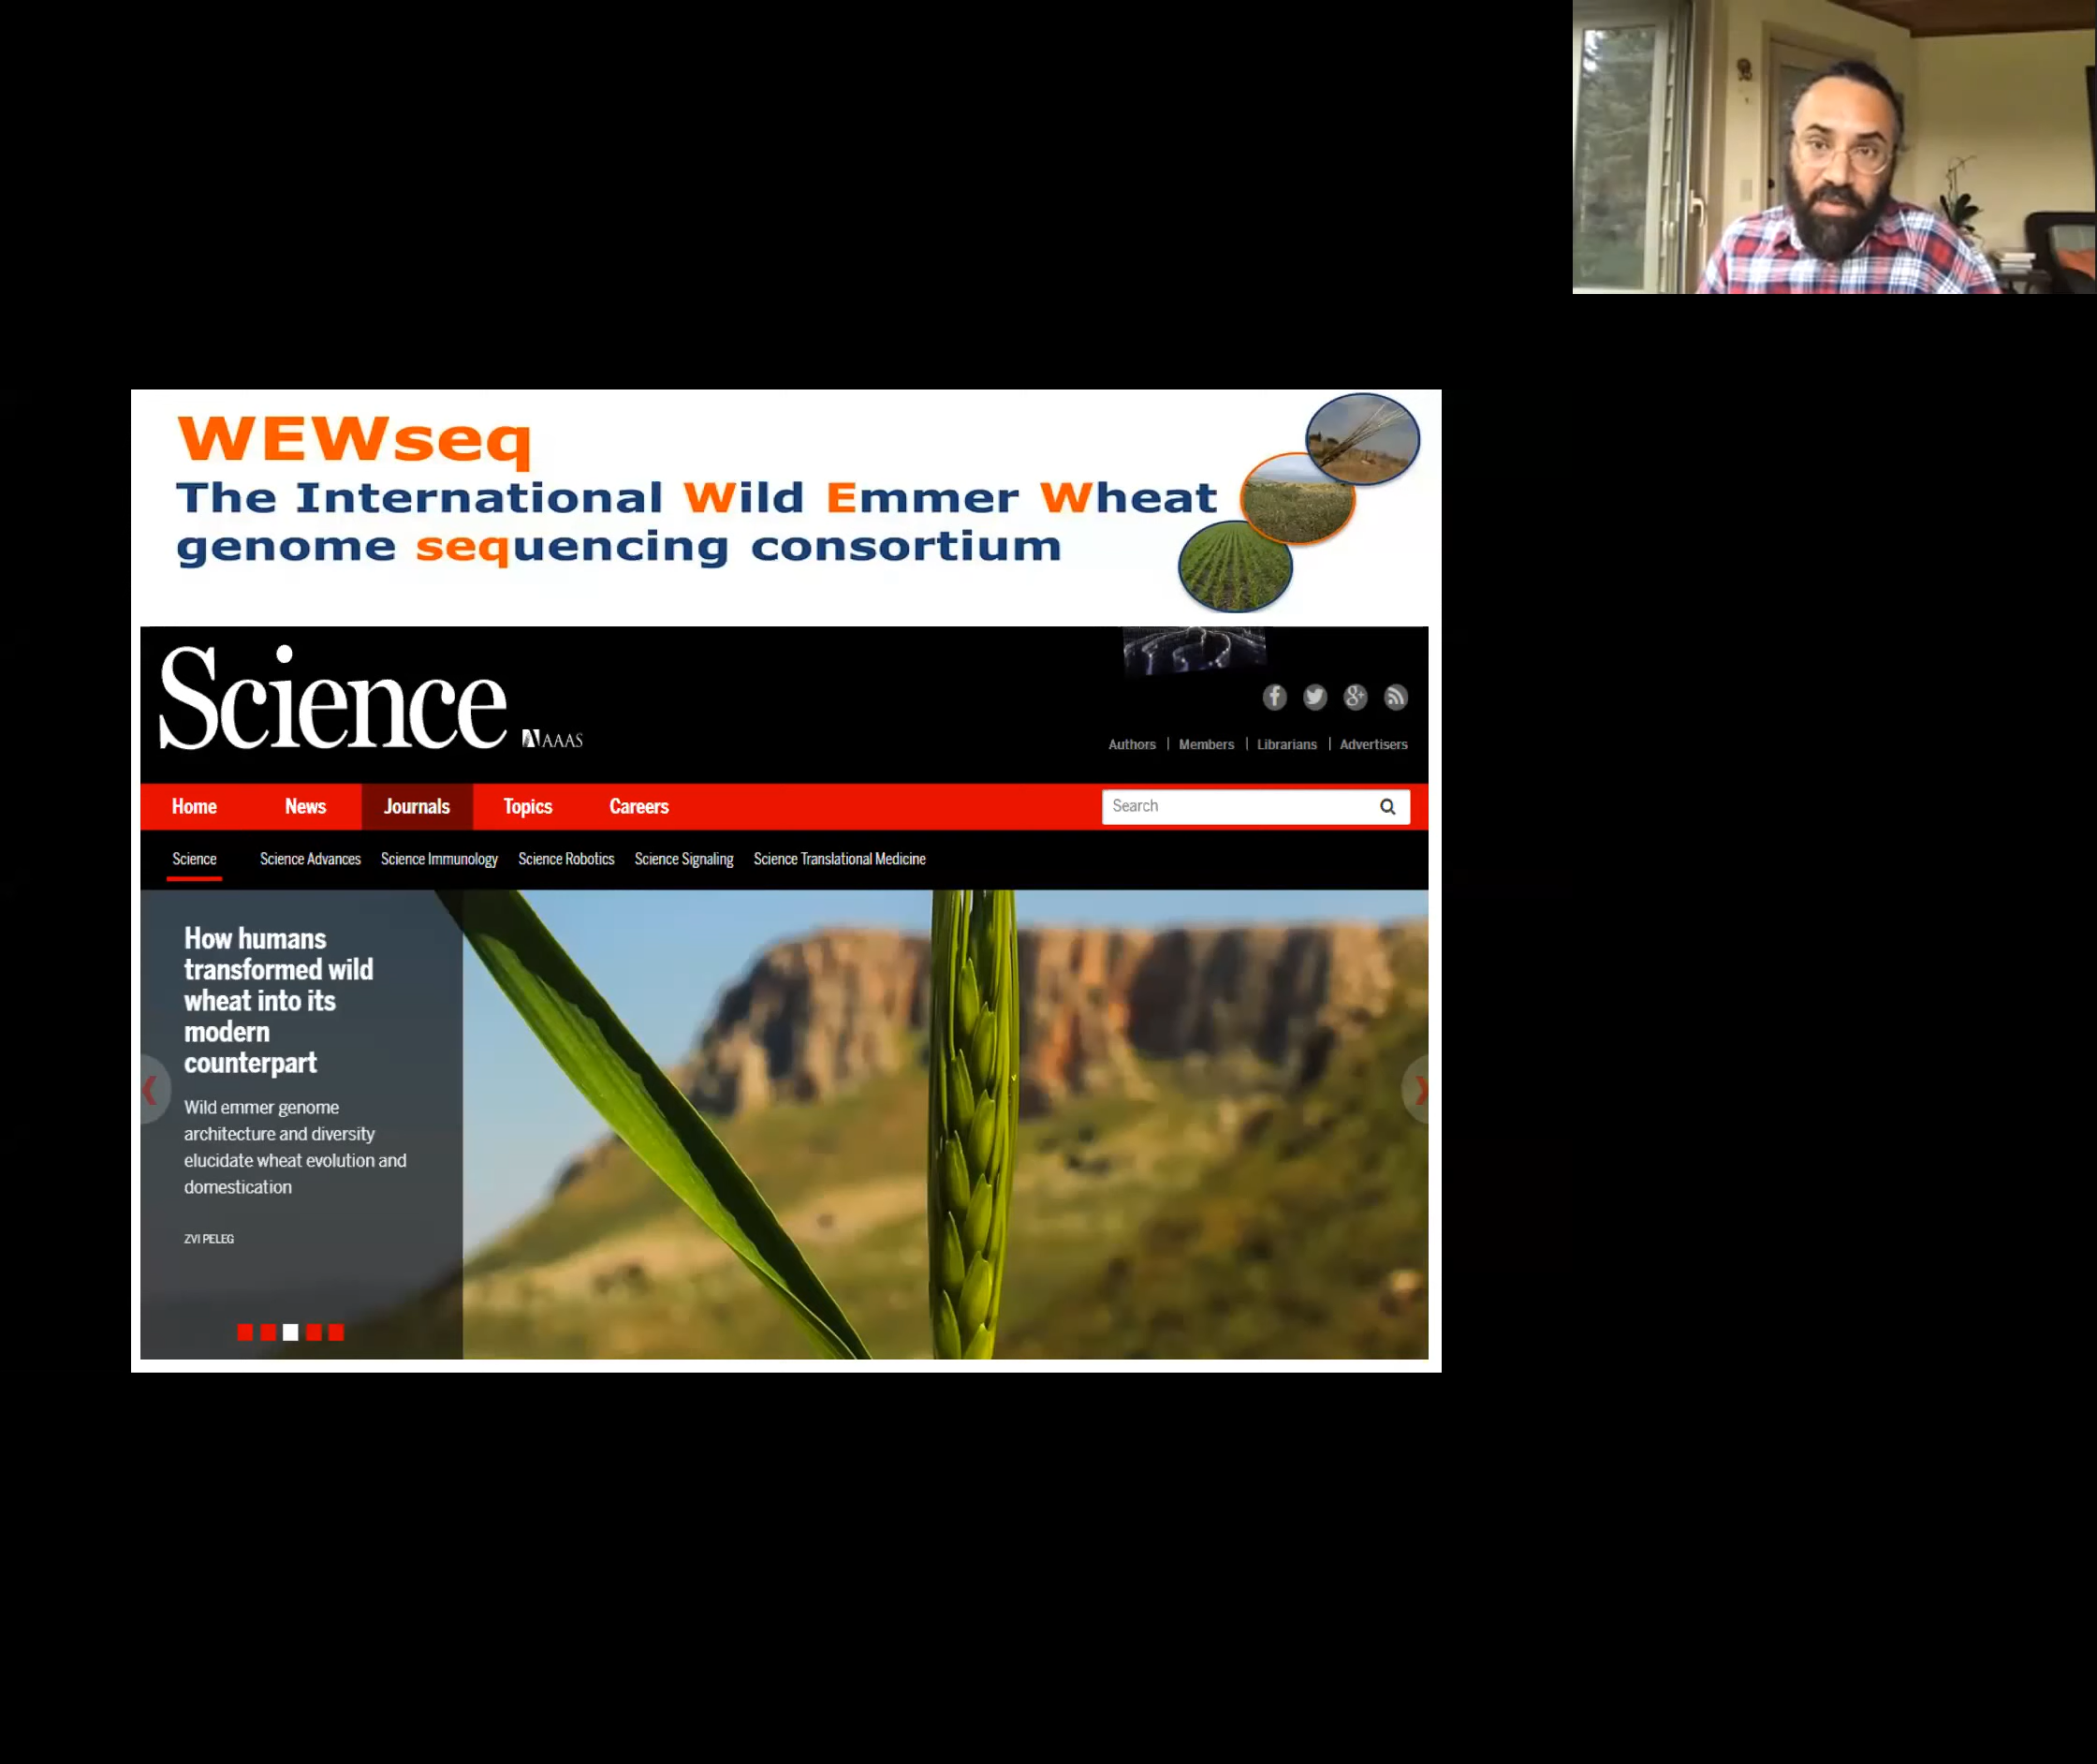 WEWseq
The International Wild Emmer Wheat
genome sequencing consortium
Science
AAAS
Authors | Members | Librarians | Advertisers
Home News Journals Topics Careers
Search
Science Science Advances Science Immunology Science Robotics Science Signaling Science Translational Medicine
How humans
transformed wild
wheat into its
modern
counterpart
Wild emmer genome
architecture and diversity
elucidate wheat evolution and
domestication
ZVI PELEG